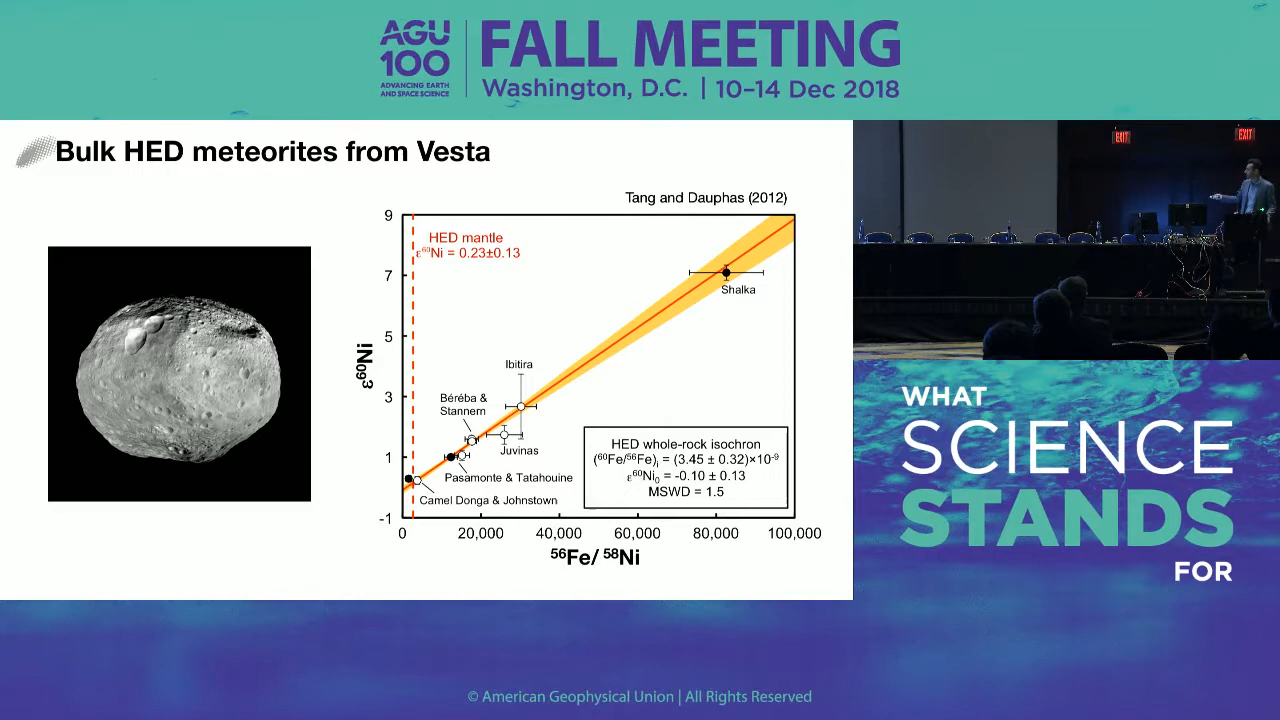 AGU
100
ADVANCING EARTH
AND SPACE SCIENCE
FALL MEETING
Washington, D.C. | 10–14 Dec 2018
Bulk HED meteorites from Vesta
Tang and Dauphas (2012)
HED mantle
ε⁶⁰Ni = 0.23±0.13
9
7
5
3
1
-1
ε⁶⁰Ni
Shalka
Ibitira
Béréba &
Stannern
Juvinas
Pasamonte & Tatahouine
Camel Donga & Johnstown
HED whole-rock isochron
(⁶⁰Fe/⁵⁶Fe)ᵢ = (3.45 ± 0.32)×10⁻⁹
ε⁶⁰Ni₀ = -0.10 ± 0.13
MSWD = 1.5
0
20,000
40,000
60,000
80,000
100,000
⁵⁶Fe/ ⁵⁸Ni
EXIT
EXIT
WHAT
SCIENCE
STANDS
FOR
© American Geophysical Union | All Rights Reserved